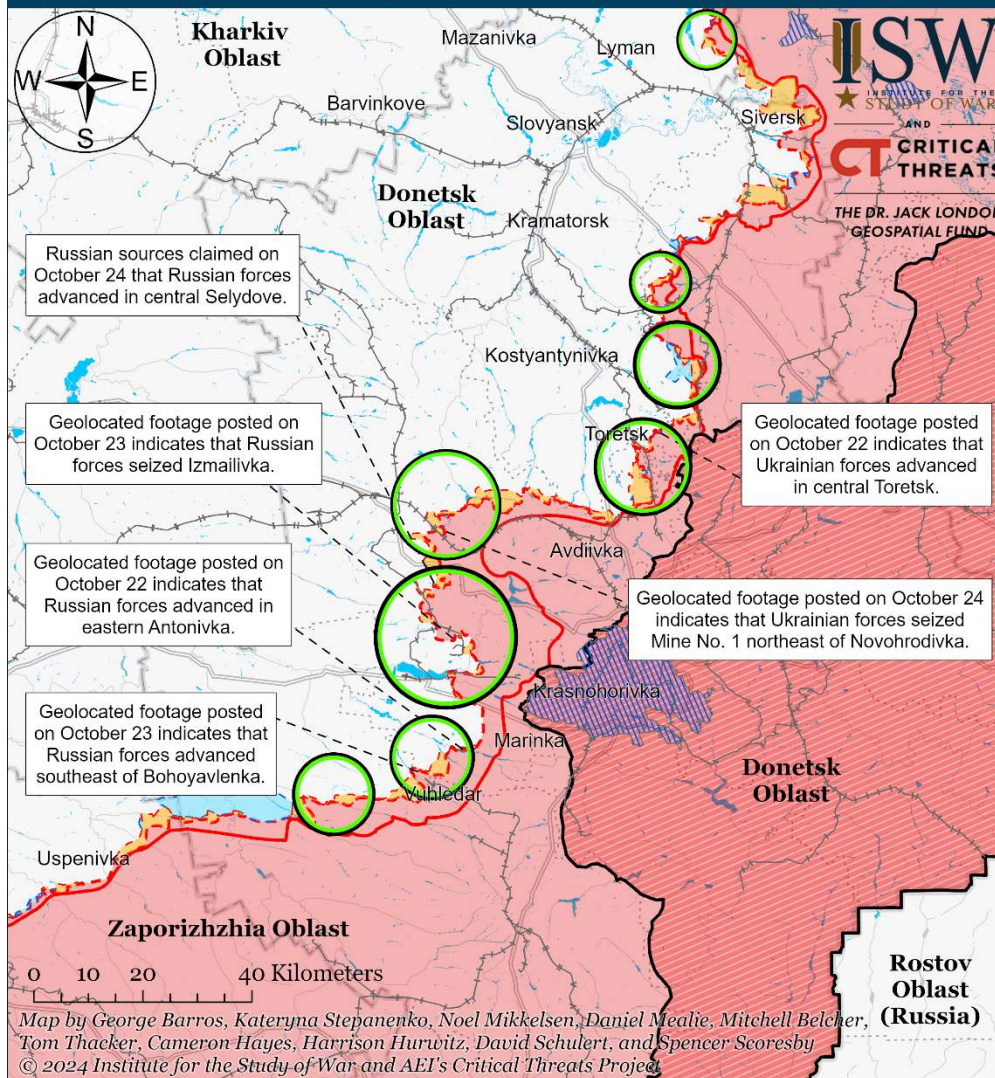 N
W
E
S
Kharkiv
Oblast
Mazanivka
Lyman
ISW
INSTITUTE FOR THE
STUDY OF WAR
AND
CT CRITICAL
THREATS
THE DR. JACK LONDON
GEOSPATIAL FUND
Barvinkove
Slovyansk
Siversk
Donetsk
Oblast
Kramatorsk
Russian sources claimed on
October 24 that Russian forces
advanced in central Selydove.
Kostyantynivka
Geolocated footage posted on
October 23 indicates that Russian
forces seized Izmailivka.
Toretsk
Geolocated footage posted
on October 22 indicates that
Ukrainian forces advanced
in central Toretsk.
Avdiivka
Geolocated footage posted on
October 22 indicates that
Russian forces advanced in
eastern Antonivka.
Geolocated footage posted on October 24
indicates that Ukrainian forces seized
Mine No. 1 northeast of Novohrodivka.
Krasnohorivka
Geolocated footage posted
on October 23 indicates that
Russian forces advanced
southeast of Bohoyavlenka.
Marinka
Donetsk
Oblast
Vuhledar
Uspenivka
Zaporizhzhia Oblast
0 10 20 40 Kilometers
Rostov
Oblast
(Russia)
Map by George Barros, Kateryna Stepanenko, Noel Mikkelsen, Daniel Mealie, Mitchell Belcher,
Tom Thacker, Cameron Hayes, Harrison Hurwitz, David Schulert, and Spencer Scoresby
© 2024 Institute for the Study of War and AEI's Critical Threats Project